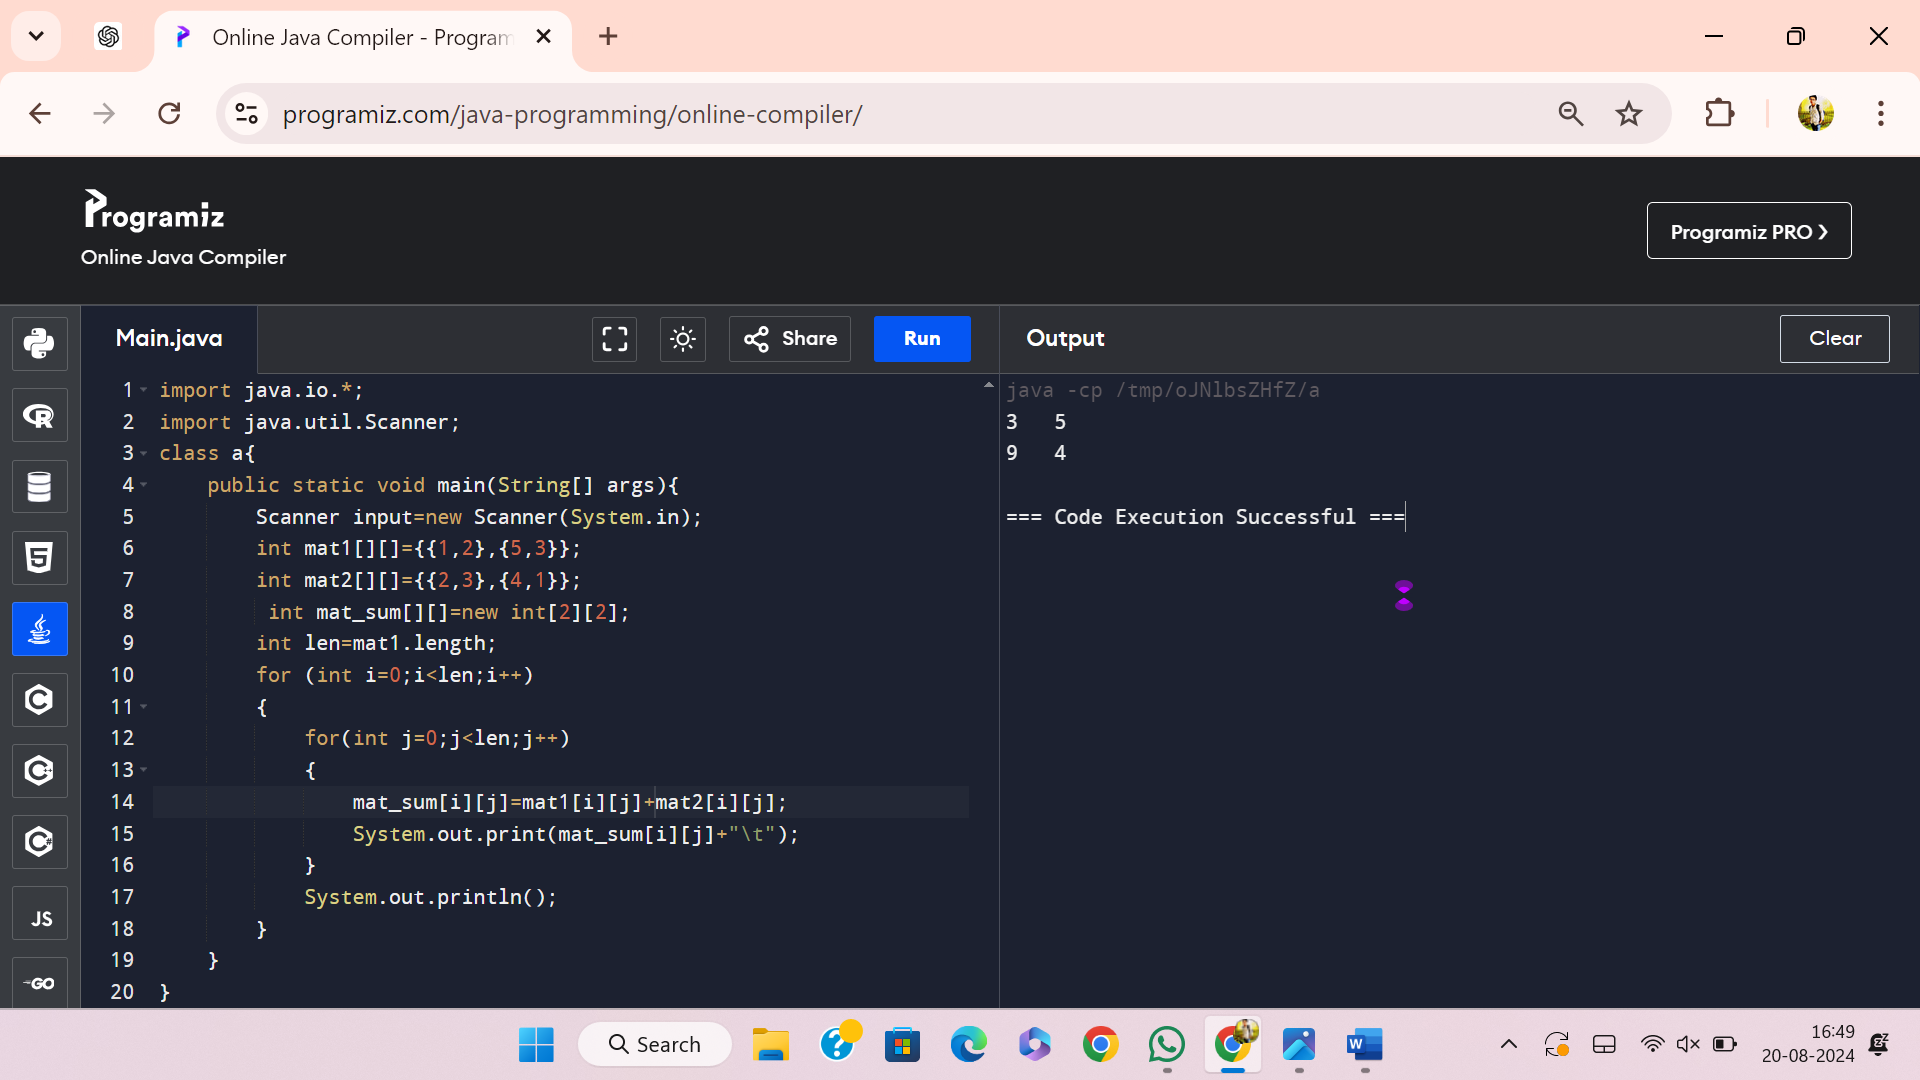 Online Java Compiler - Program
programiz.com/java-programming/online-compiler/
Programiz
Online Java Compiler
Programiz PRO ❯
Main.java
Share
Run
Output
Clear
1 import java.io.*;
2 import java.util.Scanner;
3 class a{
4     public static void main(String[] args){
5         Scanner input=new Scanner(System.in);
6         int mat1[][]={{1,2},{5,3}};
7         int mat2[][]={{2,3},{4,1}};
8          int mat_sum[][]=new int[2][2];
9         int len=mat1.length;
10         for (int i=0;i<len;i++)
11         {
12             for(int j=0;j<len;j++)
13             {
14                 mat_sum[i][j]=mat1[i][j]+mat2[i][j];
15                 System.out.print(mat_sum[i][j]+"\t");
16             }
17             System.out.println();
18         }
19     }
20 }
java -cp /tmp/oJNlbsZHfZ/a
3   5
9   4
=== Code Execution Successful ===
R
5
C
C++
C#
JS
GO
Search
W
16:49
20-08-2024